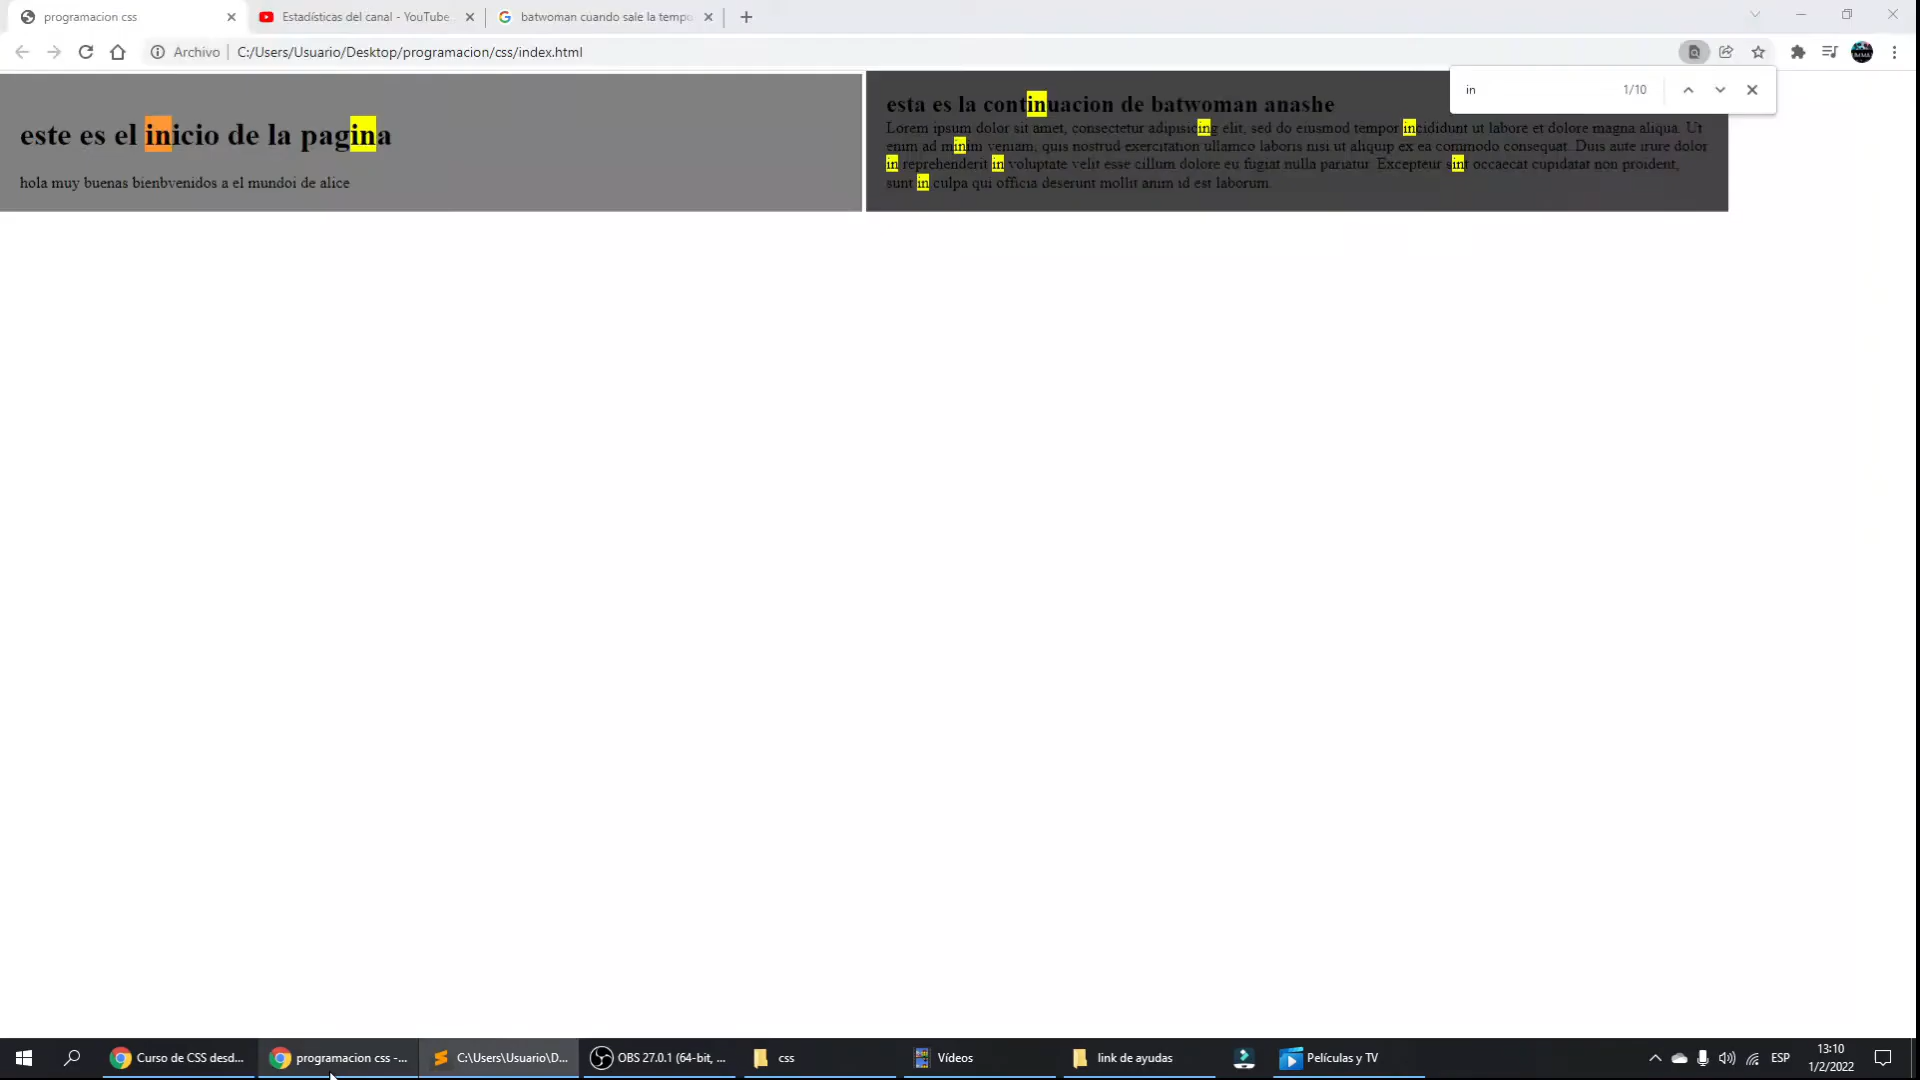 programacion css
Estadísticas del canal - YouTube
batwoman cuando sale la tempo
Archivo
C:/Users/Usuario/Desktop/programacion/css/index.html
in
1/10
este es el inicio de la pagina
hola muy buenas bienbvenidos a el mundoi de alice
esta es la continuacion de batwoman anashe
Lorem ipsum dolor sit amet, consectetur adipisicing elit, sed do eiusmod tempor incididunt ut labore et dolore magna aliqua. Ut
enim ad minim veniam, quis nostrud exercitation ullamco laboris nisi ut aliquip ex ea commodo consequat. Duis aute irure dolor
in reprehenderit in voluptate velit esse cillum dolore eu fugiat nulla pariatur. Excepteur sint occaecat cupidatat non proident,
sunt in culpa qui officia deserunt mollit anim id est laborum.
Curso de CSS desd...
programacion css -...
C:\Users\Usuario\D...
OBS 27.0.1 (64-bit, ...
css
Vídeos
link de ayudas
Películas y TV
ESP
13:10
1/2/2022